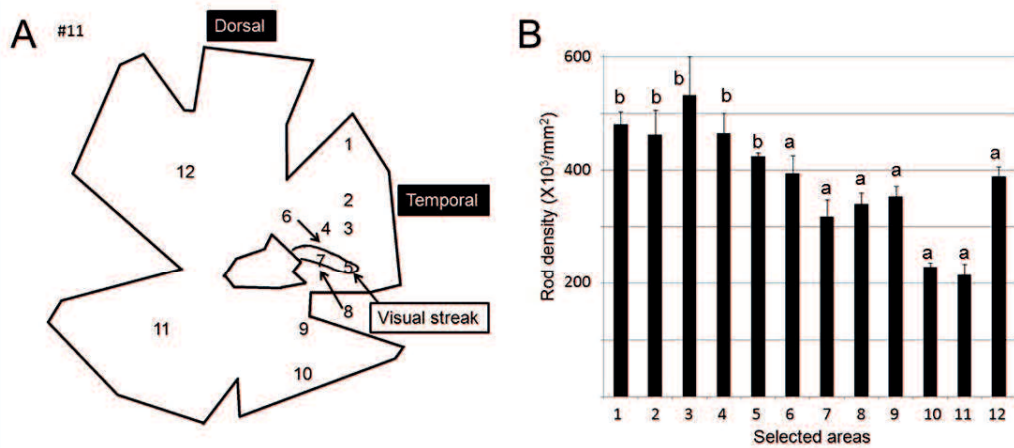 A #11
Dorsal
1
12
2
Temporal
6 4 3
7 5
8 Visual streak
11 9
10
B
Rod density (X10³/mm²)
600
400
200
b b b b b a a a a a a a
1 2 3 4 5 6 7 8 9 10 11 12
Selected areas